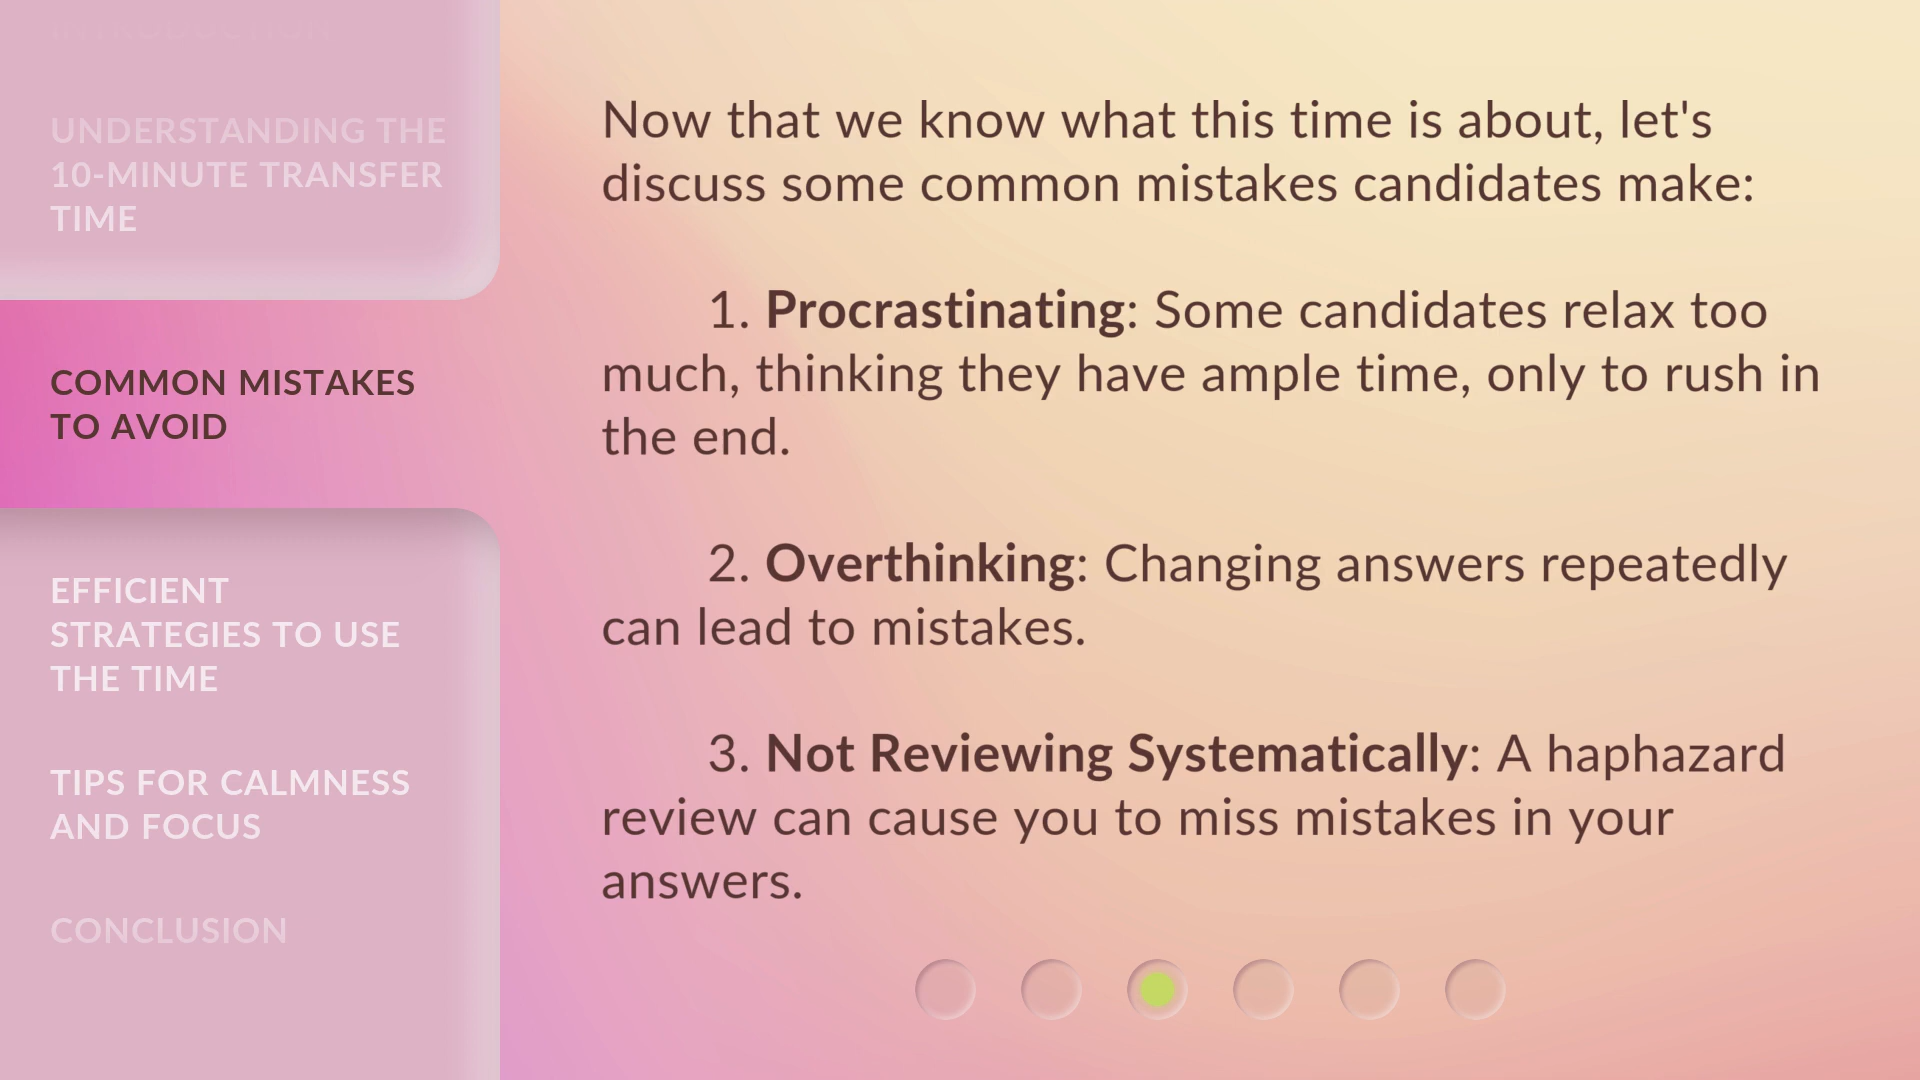 INTRODUCTION
UNDERSTANDING THE
10-MINUTE TRANSFER
TIME
COMMON MISTAKES
TO AVOID
EFFICIENT
STRATEGIES TO USE
THE TIME
TIPS FOR CALMNESS
AND FOCUS
CONCLUSION
Now that we know what this time is about, let's
discuss some common mistakes candidates make:
1. Procrastinating: Some candidates relax too
much, thinking they have ample time, only to rush in
the end.
2. Overthinking: Changing answers repeatedly
can lead to mistakes.
3. Not Reviewing Systematically: A haphazard
review can cause you to miss mistakes in your
answers.